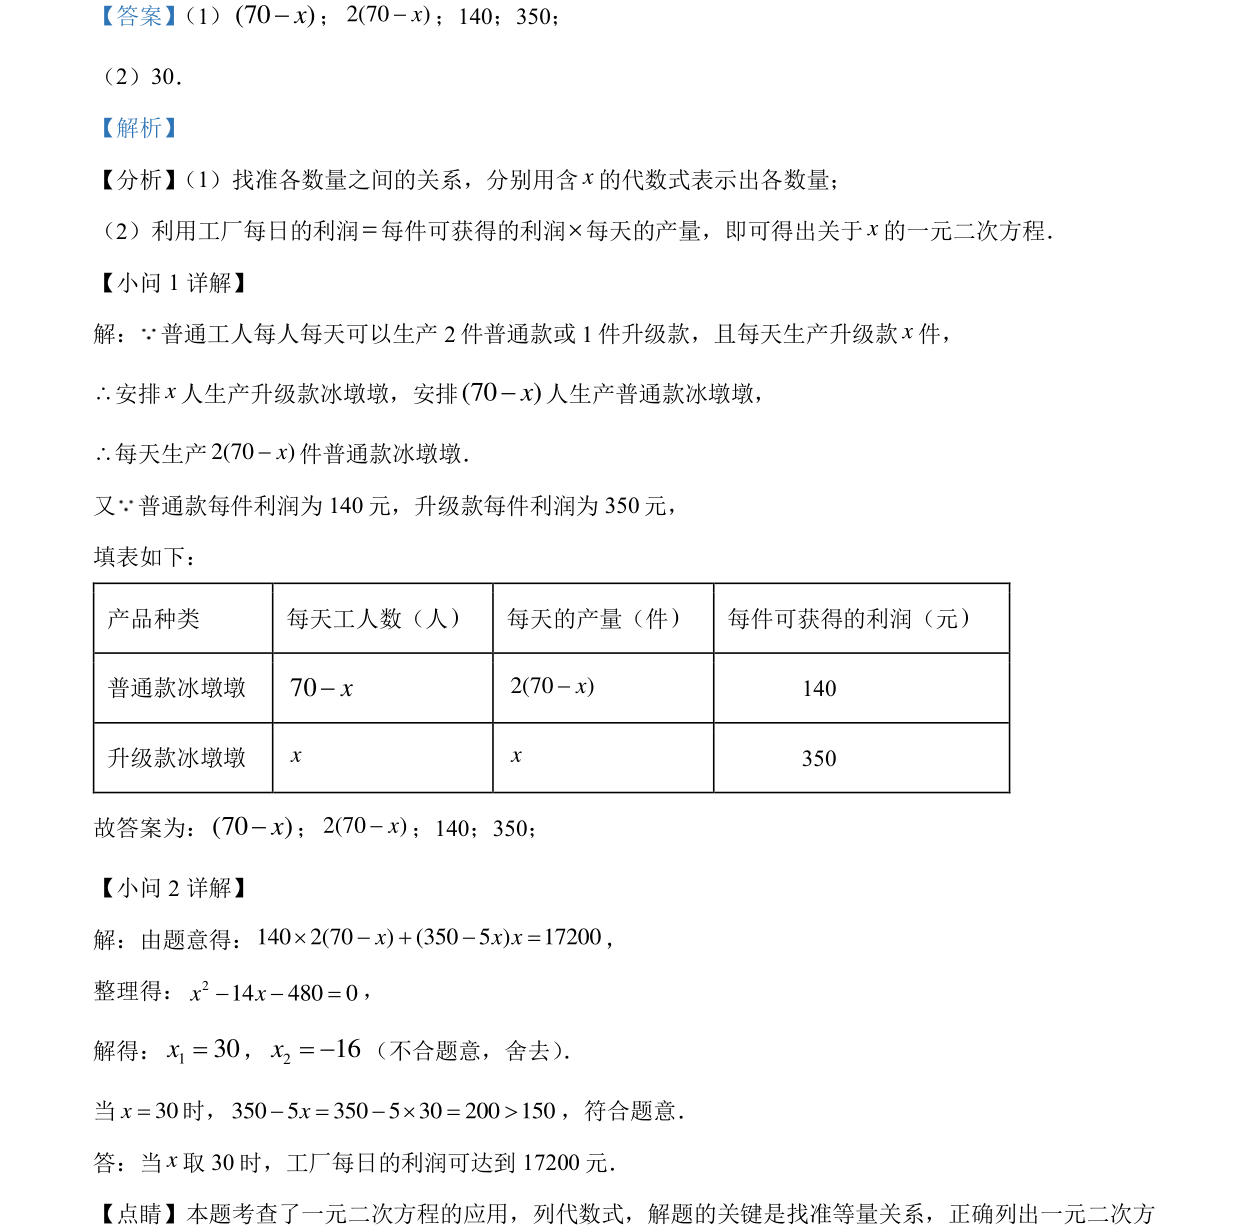 【答案】（1）(70－x)；2(70－x)；140；350；
（2）30．
【解析】
【分析】（1）找准各数量之间的关系，分别用含 x 的代数式表示出各数量；
（2）利用工厂每日的利润＝每件可获得的利润×每天的产量，即可得出关于 x 的一元二次方程．
【小问 1 详解】
解：∵普通工人每人每天可以生产 2 件普通款或 1 件升级款，且每天生产升级款 x 件，
∴安排 x 人生产升级款冰墩墩，安排 (70－x) 人生产普通款冰墩墩，
∴每天生产 2(70－x) 件普通款冰墩墩．
又∵普通款每件利润为 140 元，升级款每件利润为 350 元，
填表如下：
产品种类 每天工人数（人） 每天的产量（件） 每件可获得的利润（元）
普通款冰墩墩 70－x 2(70－x) 140
升级款冰墩墩 x x 350
故答案为：(70－x)；2(70－x)；140；350；
【小问 2 详解】
解：由题意得：140×2(70－x)＋(350－5x)x＝17200，
整理得：x²－14x－480＝0，
解得：x₁＝30，x₂＝－16（不合题意，舍去）．
当 x＝30 时，350－5x＝350－5×30＝200＞150，符合题意．
答：当 x 取 30 时，工厂每日的利润可达到 17200 元．
【点睛】本题考查了一元二次方程的应用，列代数式，解题的关键是找准等量关系，正确列出一元二次方